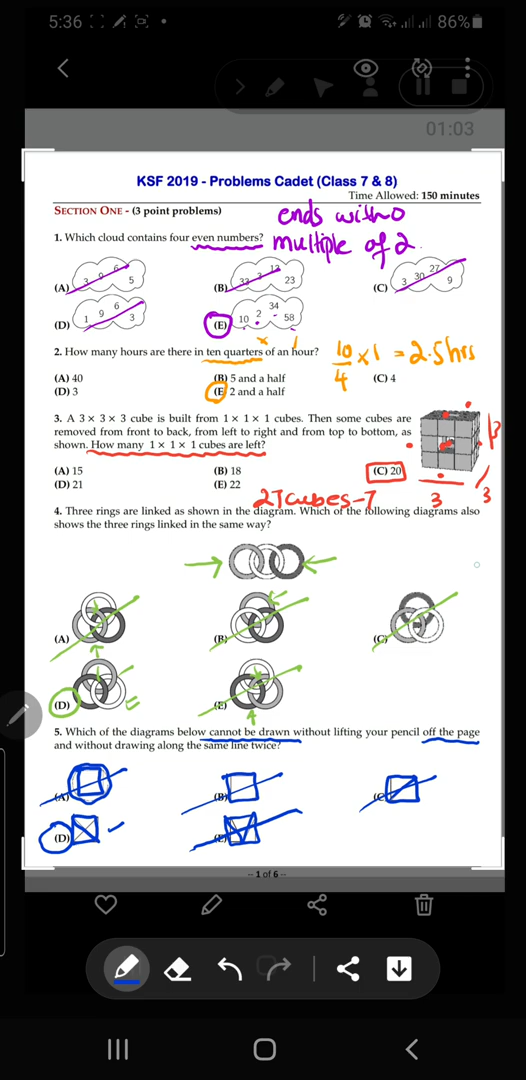 5:36
86%
01:03
KSF 2019 - Problems Cadet (Class 7 & 8)
Time Allowed: 150 minutes
SECTION ONE - (3 point problems)
ends with 0
multiple of 2
1. Which cloud contains four even numbers?
(A) 3 9 6 5
(B) 33 3 13 23
(C) 3 30 27 9
(D) 1 9 6 3
(E) 10 2 34 58
2. How many hours are there in ten quarters of an hour?
10/4 × 1 = 2.5 hrs
(A) 40
(B) 5 and a half
(C) 4
(D) 3
(E) 2 and a half
3. A 3 × 3 × 3 cube is built from 1 × 1 × 1 cubes. Then some cubes are
removed from front to back, from left to right and from top to bottom, as
shown. How many 1 × 1 × 1 cubes are left?
3
3
3
(A) 15
(B) 18
(C) 20
(D) 21
(E) 22
27 cubes - 7
4. Three rings are linked as shown in the diagram. Which of the following diagrams also
shows the three rings linked in the same way?
(A)
(B)
(C)
(D)
(E)
5. Which of the diagrams below cannot be drawn without lifting your pencil off the page
and without drawing along the same line twice?
(A)
(B)
(C)
(D)
(E)
-- 1 of 6 --